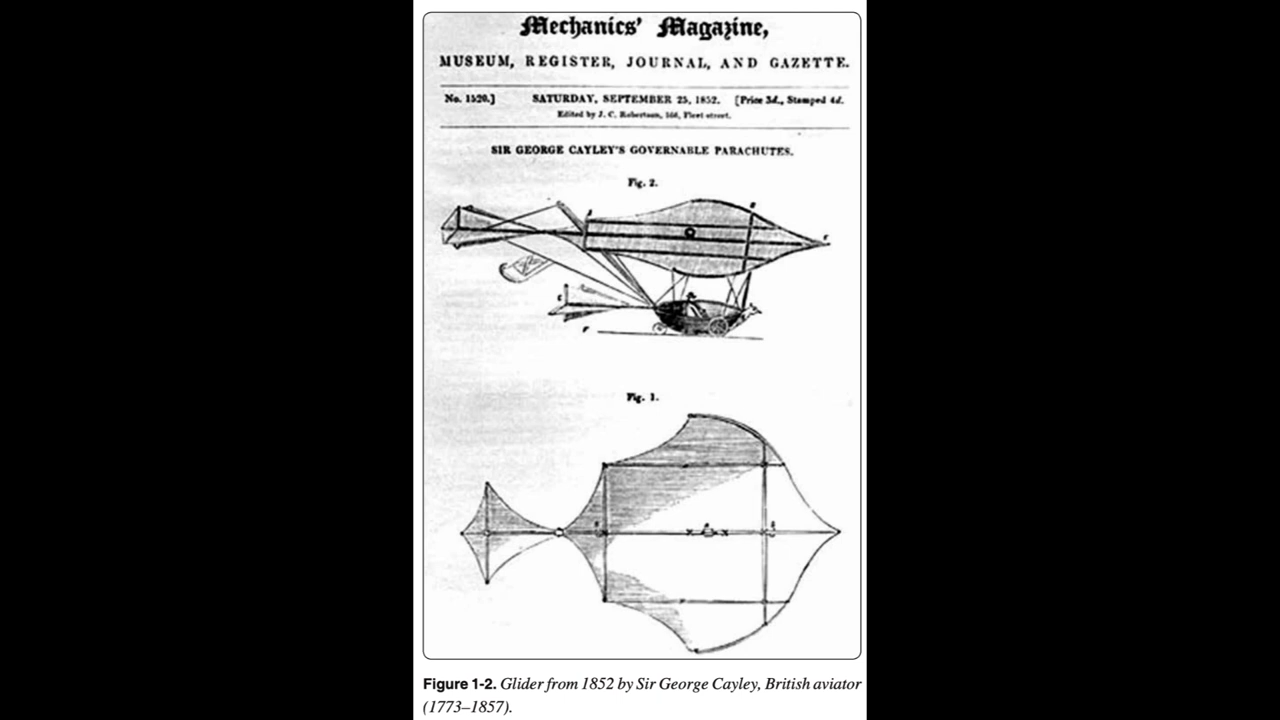 Mechanics' Magazine,
MUSEUM, REGISTER, JOURNAL, AND GAZETTE.
No. 1520.] SATURDAY, SEPTEMBER 25, 1852. [Price 3d., Stamped 4d.
Edited by J. C. Robertson, 166, Fleet-street.
SIR GEORGE CAYLEY'S GOVERNABLE PARACHUTES.
Fig. 2.
Fig. 1.
Figure 1-2. Glider from 1852 by Sir George Cayley, British aviator
(1773–1857).